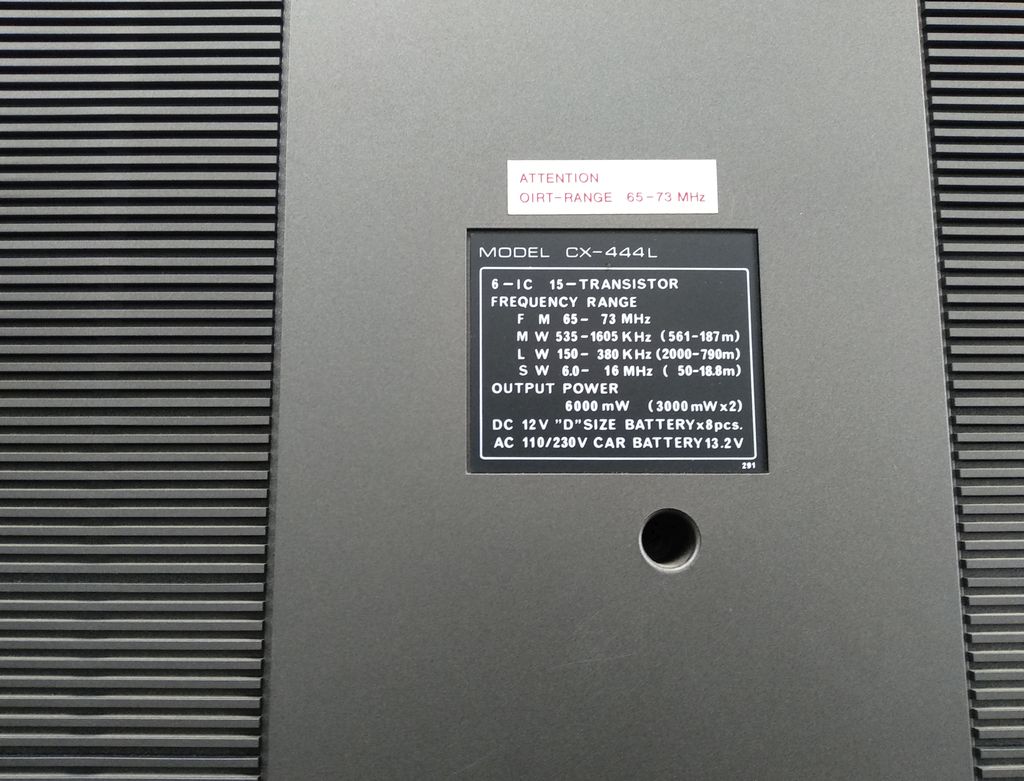 ATTENTION
OIRT-RANGE 65-73 MHz
MODEL CX-444L
6-IC 15-TRANSISTOR
FREQUENCY RANGE
F M 65- 73 MHz
M W 535-1605 KHz (561-187m)
L W 150- 380 KHz (2000-790m)
S W 6.0- 16 MHz ( 50-18.8m)
OUTPUT POWER
6000 mW (3000 mW x2)
DC 12V "D" SIZE BATTERY x8pcs.
AC 110/230V CAR BATTERY 13.2V
291